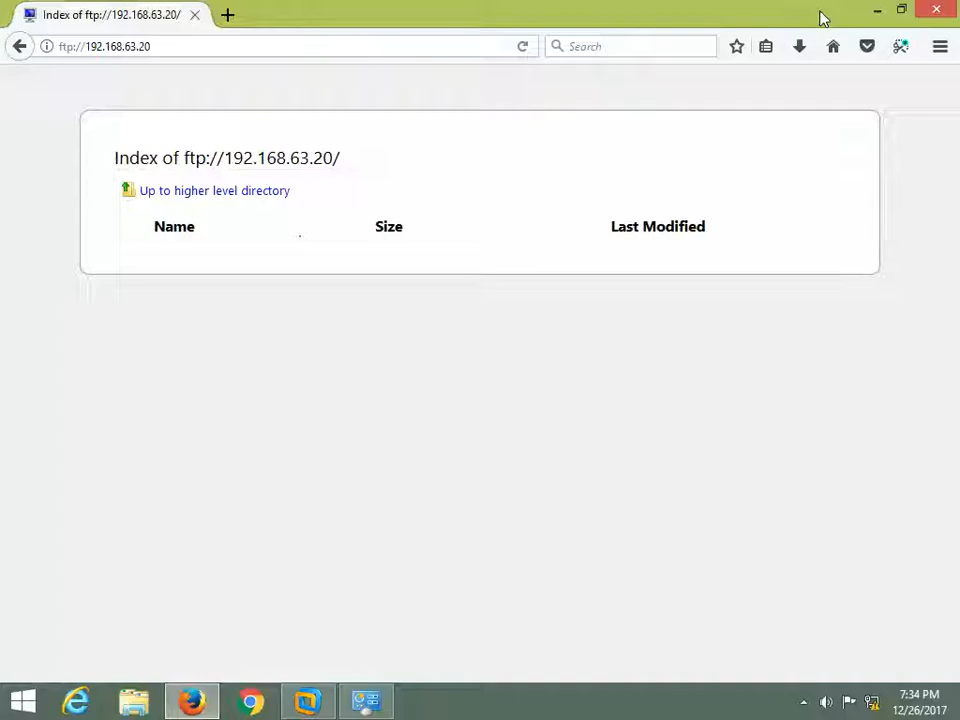 Index of ftp://192.168.63.20/
ftp://192.168.63.20
Search
Index of ftp://192.168.63.20/
Up to higher level directory
Name Size Last Modified
7:34 PM
12/26/2017